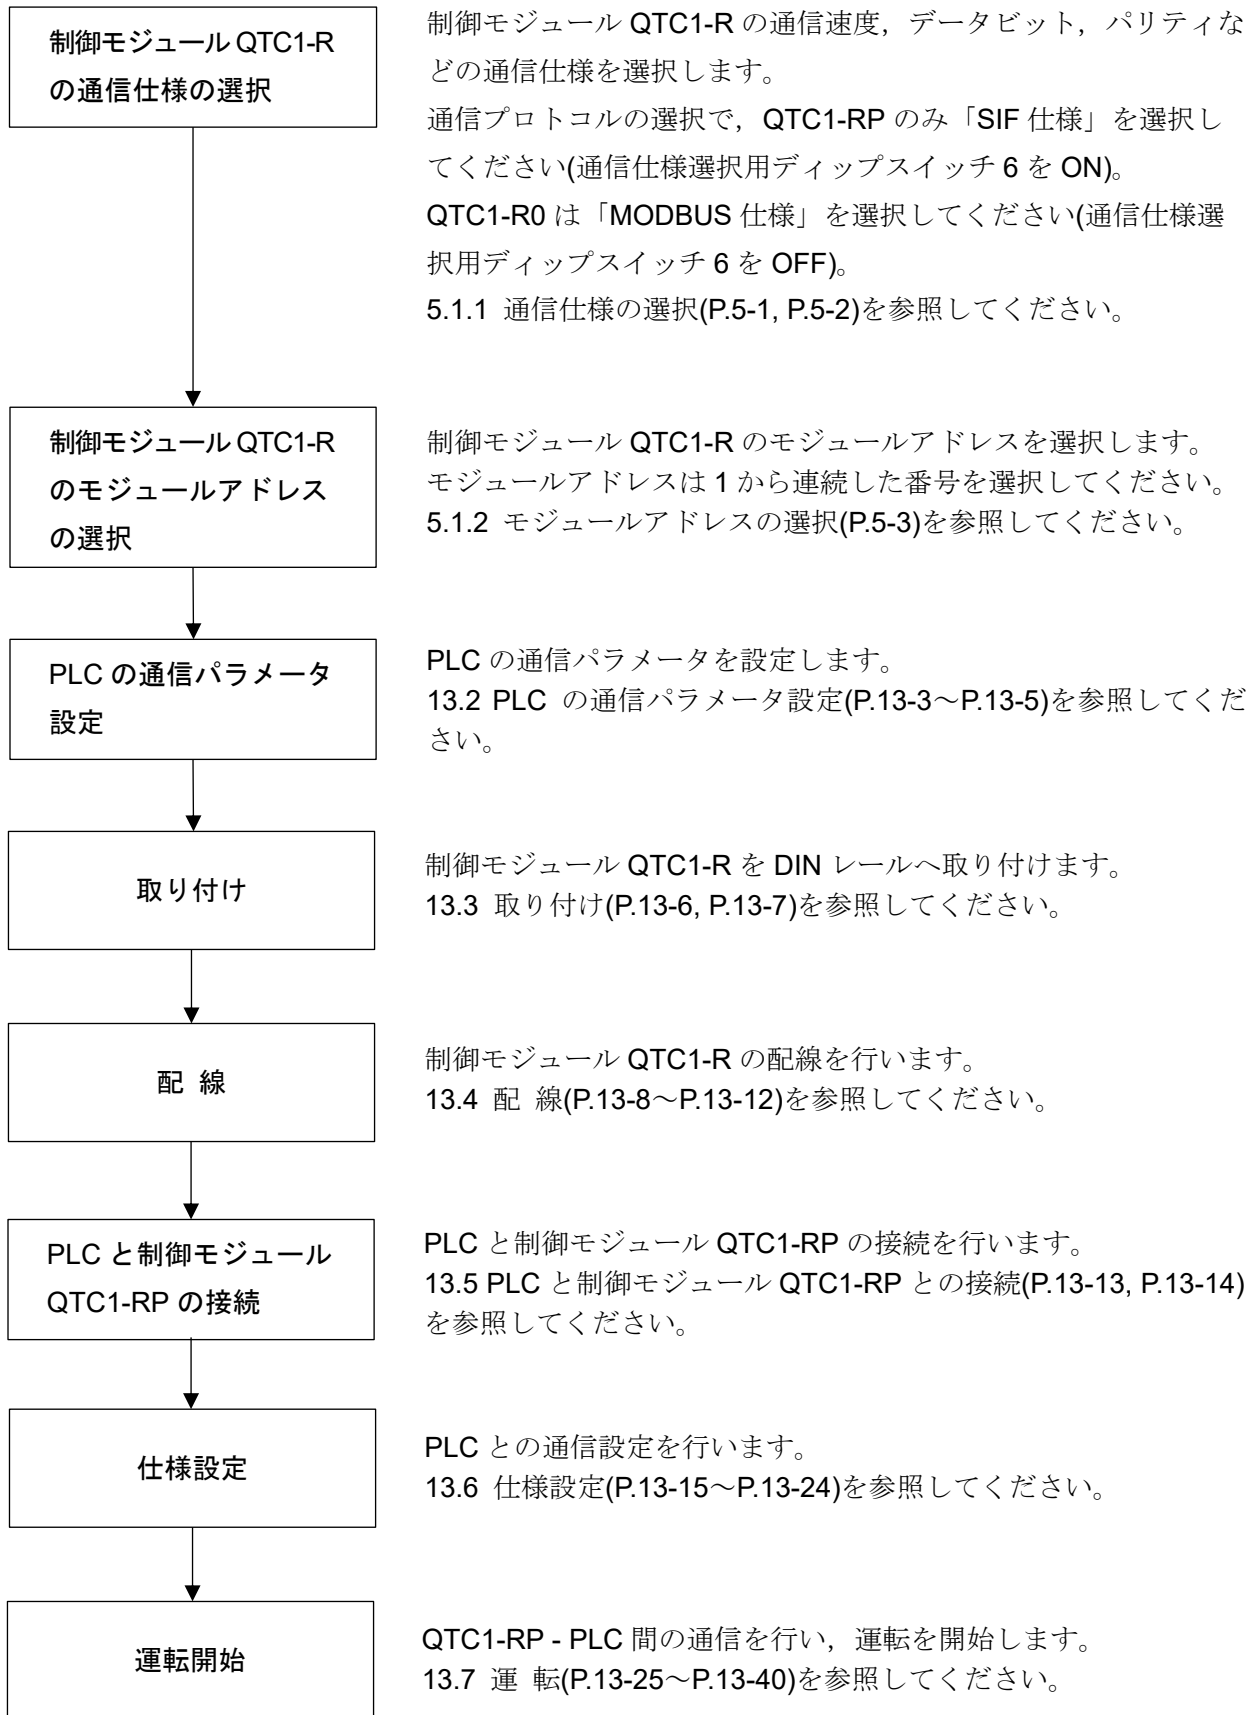 制御モジュール QTC1-R
の通信仕様の選択
制御モジュール QTC1-R の通信速度，データビット，パリティな
どの通信仕様を選択します。
通信プロトコルの選択で，QTC1-RP のみ「SIF 仕様」を選択し
てください(通信仕様選択用ディップスイッチ 6 を ON)。
QTC1-R0 は「MODBUS 仕様」を選択してください(通信仕様選
択用ディップスイッチ 6 を OFF)。
5.1.1 通信仕様の選択(P.5-1, P.5-2)を参照してください。
制御モジュール QTC1-R
のモジュールアドレス
の選択
制御モジュール QTC1-R のモジュールアドレスを選択します。
モジュールアドレスは 1 から連続した番号を選択してください。
5.1.2 モジュールアドレスの選択(P.5-3)を参照してください。
PLC の通信パラメータ
設定
PLC の通信パラメータを設定します。
13.2 PLC の通信パラメータ設定(P.13-3～P.13-5)を参照してくだ
さい。
取り付け
制御モジュール QTC1-R を DIN レールへ取り付けます。
13.3 取り付け(P.13-6, P.13-7)を参照してください。
配 線
制御モジュール QTC1-R の配線を行います。
13.4 配 線(P.13-8～P.13-12)を参照してください。
PLC と制御モジュール
QTC1-RP の接続
PLC と制御モジュール QTC1-RP の接続を行います。
13.5 PLC と制御モジュール QTC1-RP との接続(P.13-13, P.13-14)
を参照してください。
仕様設定
PLC との通信設定を行います。
13.6 仕様設定(P.13-15～P.13-24)を参照してください。
運転開始
QTC1-RP - PLC 間の通信を行い，運転を開始します。
13.7 運 転(P.13-25～P.13-40)を参照してください。